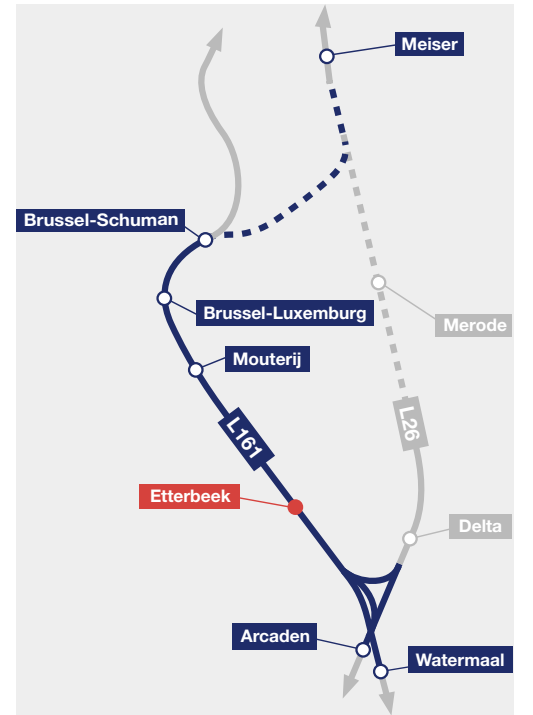 Meiser
Brussel-Schuman
Brussel-Luxemburg
Merode
Mouterij
L26
L161
Etterbeek
Delta
Arcaden
Watermaal